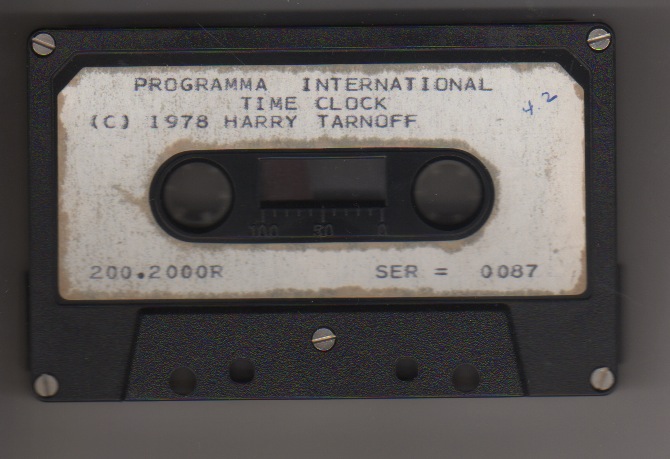 PROGRAMMA INTERNATIONAL
TIME CLOCK
4.2
(C) 1978 HARRY TARNOFF
100 50 0
200.2000R SER = 0087